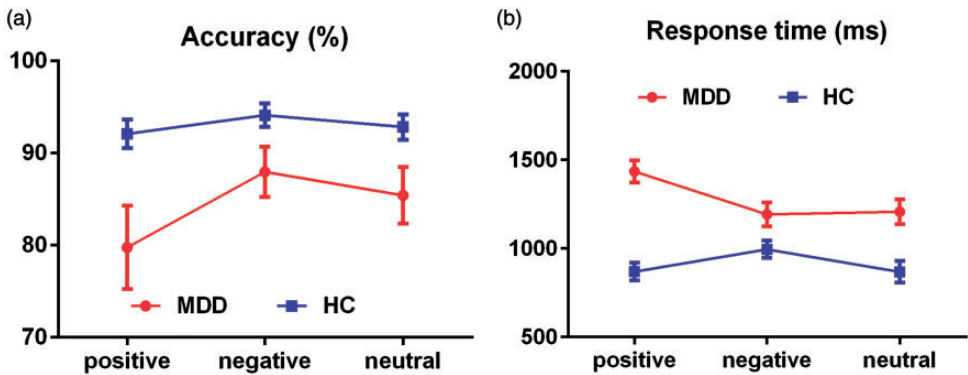 (a)
Accuracy (%)
100
90
80
70
MDD HC
positive negative neutral
(b)
Response time (ms)
2000
1500
1000
500
MDD HC
positive negative neutral